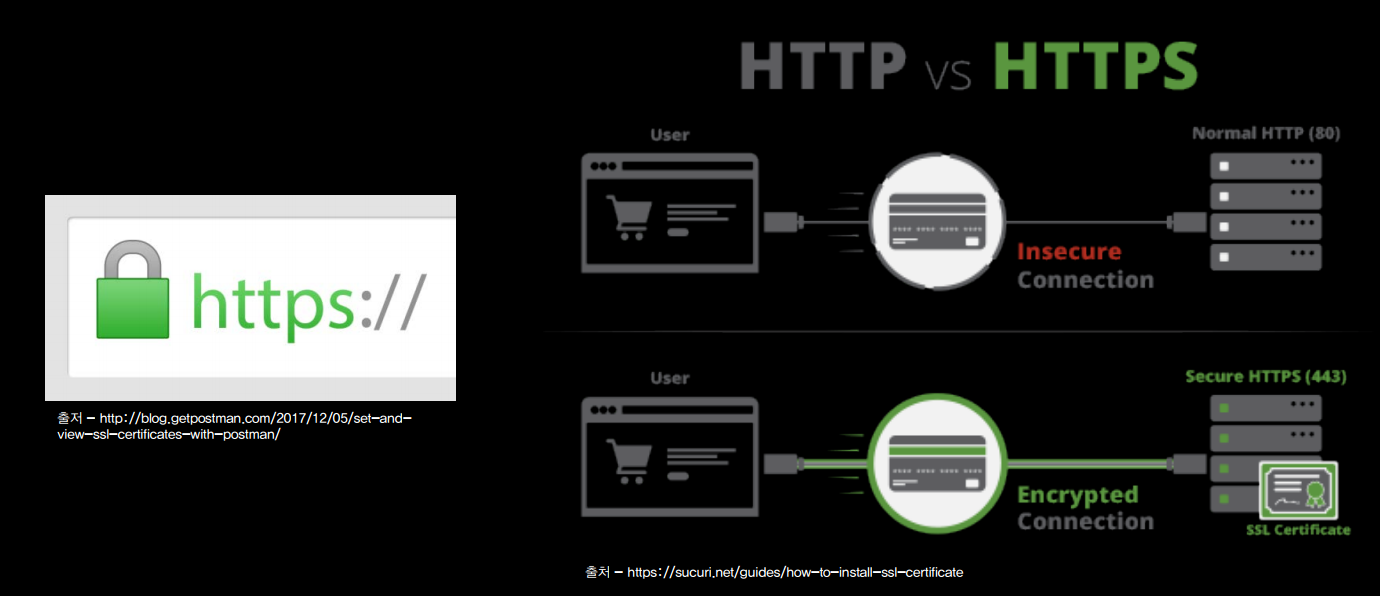 https://
출처 - http://blog.getpostman.com/2017/12/05/set-and-
view-ssl-certificates-with-postman/
HTTP vs HTTPS
User
Normal HTTP (80)
Insecure
Connection
User
Secure HTTPS (443)
Encrypted
Connection
SSL Certificate
출처 - https://sucuri.net/guides/how-to-install-ssl-certificate